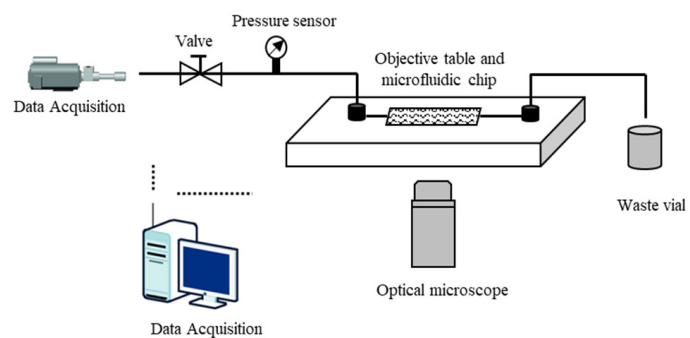 Pressure sensor
Valve
Objective table and
microfluidic chip
Data Acquisition
Waste vial
Optical microscope
Data Acquisition